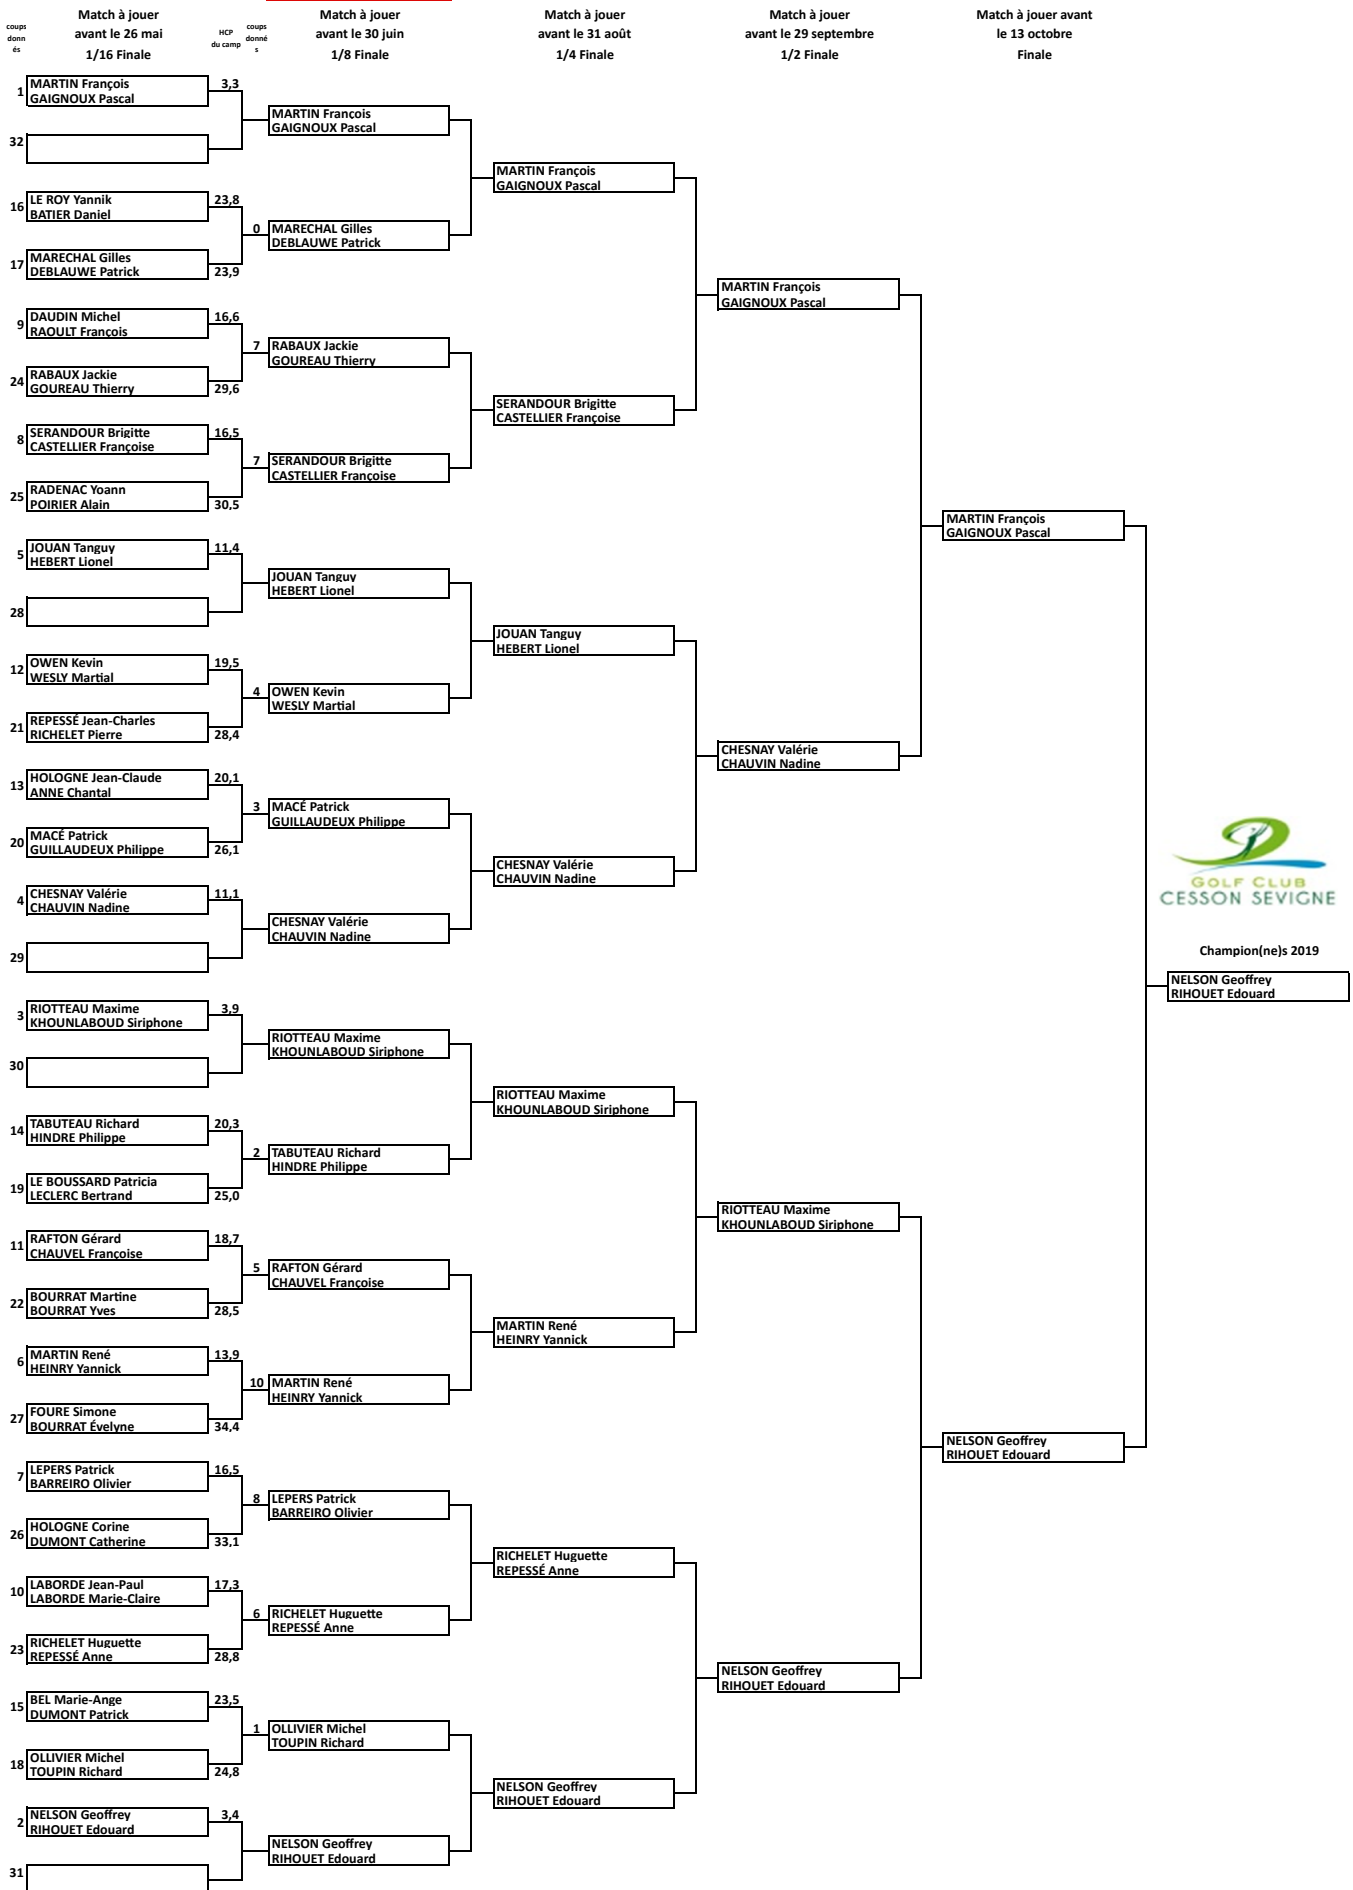 Match à jouer
avant le 26 mai
1/16 Finale
Match à jouer
avant le 30 juin
1/8 Finale
Match à jouer
avant le 31 août
1/4 Finale
Match à jouer
avant le 29 septembre
1/2 Finale
Match à jouer avant
le 13 octobre
Finale
coups
donn
és
HCP
du camp
coups
donné
s
1
MARTIN François
GAIGNOUX Pascal
3,3
32
16
LE ROY Yannik
BATIER Daniel
23,8
17
MARECHAL Gilles
DEBLAUWE Patrick
23,9
9
DAUDIN Michel
RAOULT François
16,6
24
RABAUX Jackie
GOUREAU Thierry
29,6
8
SERANDOUR Brigitte
CASTELLIER Françoise
16,5
25
RADENAC Yoann
POIRIER Alain
30,5
5
JOUAN Tanguy
HEBERT Lionel
11,4
28
12
OWEN Kevin
WESLY Martial
19,5
21
REPESSÉ Jean-Charles
RICHELET Pierre
28,4
13
HOLOGNE Jean-Claude
ANNE Chantal
20,1
20
MACÉ Patrick
GUILLAUDEUX Philippe
26,1
4
CHESNAY Valérie
CHAUVIN Nadine
11,1
29
3
RIOTTEAU Maxime
KHOUNLABOUD Siriphone
3,9
30
14
TABUTEAU Richard
HINDRE Philippe
20,3
19
LE BOUSSARD Patricia
LECLERC Bertrand
25,0
11
RAFTON Gérard
CHAUVEL Françoise
18,7
22
BOURRAT Martine
BOURRAT Yves
28,5
6
MARTIN René
HEINRY Yannick
13,9
27
FOURE Simone
BOURRAT Évelyne
34,4
7
LEPERS Patrick
BARREIRO Olivier
16,5
26
HOLOGNE Corine
DUMONT Catherine
33,1
10
LABORDE Jean-Paul
LABORDE Marie-Claire
17,3
23
RICHELET Huguette
REPESSÉ Anne
28,8
15
BEL Marie-Ange
DUMONT Patrick
23,5
18
OLLIVIER Michel
TOUPIN Richard
24,8
2
NELSON Geoffrey
RIHOUET Edouard
3,4
31
MARTIN François
GAIGNOUX Pascal
0
MARECHAL Gilles
DEBLAUWE Patrick
7
RABAUX Jackie
GOUREAU Thierry
7
SERANDOUR Brigitte
CASTELLIER Françoise
JOUAN Tanguy
HEBERT Lionel
4
OWEN Kevin
WESLY Martial
3
MACÉ Patrick
GUILLAUDEUX Philippe
CHESNAY Valérie
CHAUVIN Nadine
RIOTTEAU Maxime
KHOUNLABOUD Siriphone
2
TABUTEAU Richard
HINDRE Philippe
5
RAFTON Gérard
CHAUVEL Françoise
10
MARTIN René
HEINRY Yannick
8
LEPERS Patrick
BARREIRO Olivier
6
RICHELET Huguette
REPESSÉ Anne
1
OLLIVIER Michel
TOUPIN Richard
NELSON Geoffrey
RIHOUET Edouard
MARTIN François
GAIGNOUX Pascal
SERANDOUR Brigitte
CASTELLIER Françoise
JOUAN Tanguy
HEBERT Lionel
CHESNAY Valérie
CHAUVIN Nadine
RIOTTEAU Maxime
KHOUNLABOUD Siriphone
MARTIN René
HEINRY Yannick
RICHELET Huguette
REPESSÉ Anne
NELSON Geoffrey
RIHOUET Edouard
MARTIN François
GAIGNOUX Pascal
CHESNAY Valérie
CHAUVIN Nadine
RIOTTEAU Maxime
KHOUNLABOUD Siriphone
NELSON Geoffrey
RIHOUET Edouard
MARTIN François
GAIGNOUX Pascal
NELSON Geoffrey
RIHOUET Edouard
GOLF CLUB
CESSON SEVIGNE
Champion(ne)s 2019
NELSON Geoffrey
RIHOUET Edouard